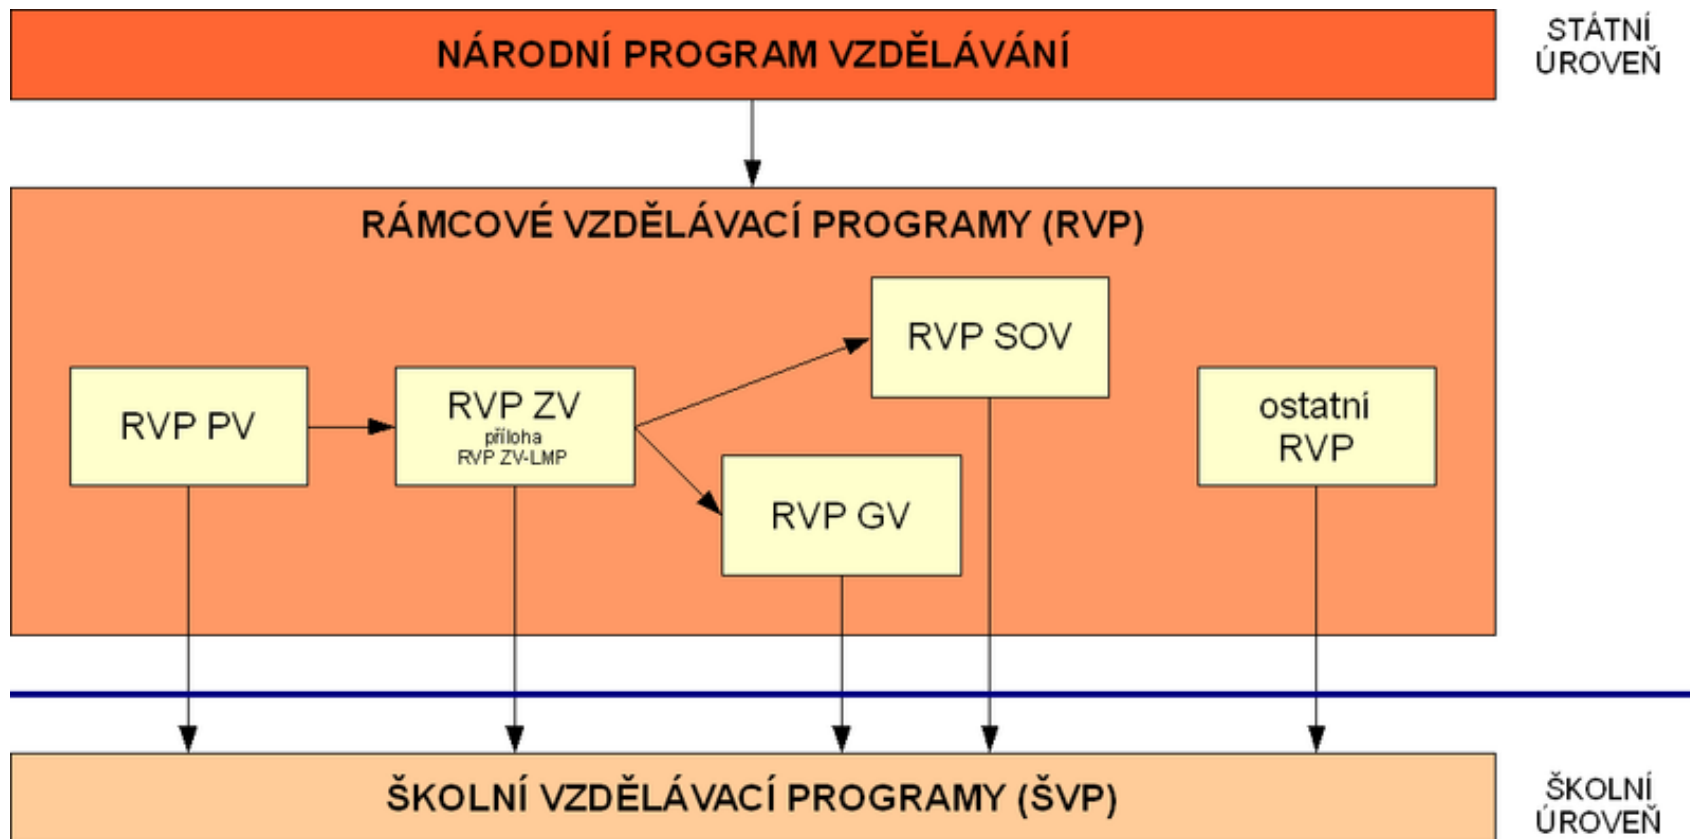 NÁRODNÍ PROGRAM VZDĚLÁVÁNÍ
STÁTNÍ
ÚROVEŇ
RÁMCOVÉ VZDĚLÁVACÍ PROGRAMY (RVP)
RVP PV
RVP ZV
příloha
RVP ZV-LMP
RVP SOV
RVP GV
ostatní
RVP
ŠKOLNÍ VZDĚLÁVACÍ PROGRAMY (ŠVP)
ŠKOLNÍ
ÚROVEŇ